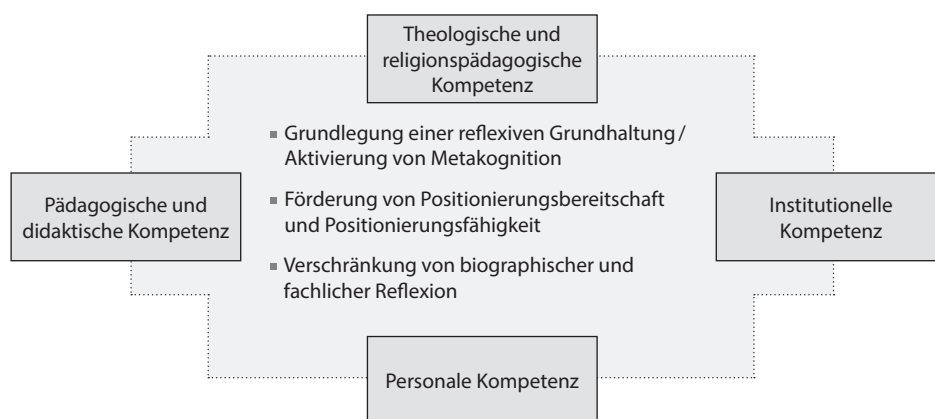 Theologische und
religionspädagogische
Kompetenz
Grundlegung einer reflexiven Grundhaltung /
Aktivierung von Metakognition
Pädagogische und
didaktische Kompetenz
Förderung von Positionierungsbereitschaft
und Positionierungsfähigkeit
Institutionelle
Kompetenz
Verschränkung von biographischer und
fachlicher Reflexion
Personale Kompetenz